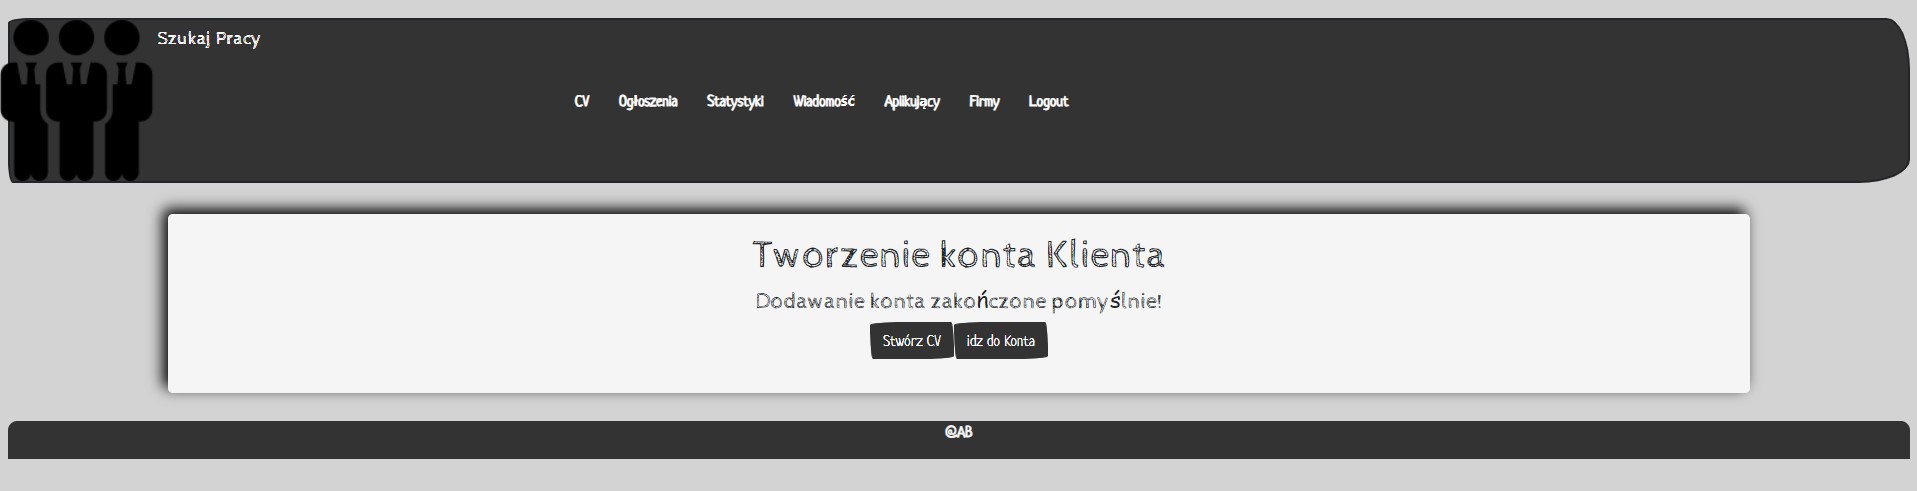 Szukaj Pracy
CV Ogłoszenia Statystyki Wiadomość Aplikujący Firmy Logout
Tworzenie konta Klienta
Dodawanie konta zakończone pomyślnie!
Stwórz CV idz do Konta
@AB